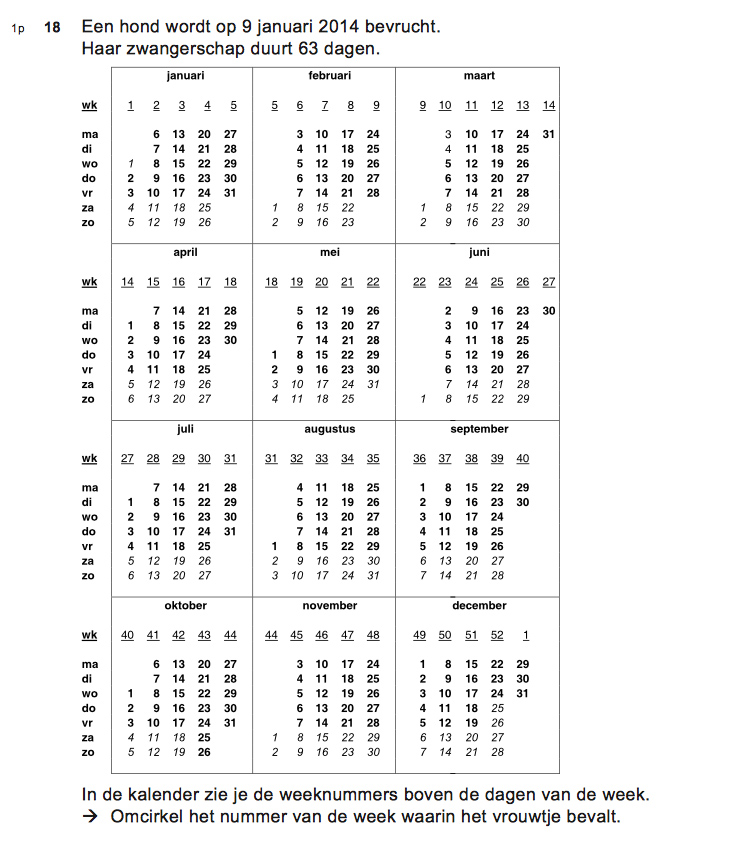 1p 18 Een hond wordt op 9 januari 2014 bevrucht.
Haar zwangerschap duurt 63 dagen.
januari februari maart
wk 1 2 3 4 5 5 6 7 8 9 9 10 11 12 13 14
ma 6 13 20 27 3 10 17 24 3 10 17 24 31
di 7 14 21 28 4 11 18 25 4 11 18 25
wo 1 8 15 22 29 5 12 19 26 5 12 19 26
do 2 9 16 23 30 6 13 20 27 6 13 20 27
vr 3 10 17 24 31 7 14 21 28 7 14 21 28
za 4 11 18 25 1 8 15 22 1 8 15 22 29
zo 5 12 19 26 2 9 16 23 2 9 16 23 30
april mei juni
wk 14 15 16 17 18 18 19 20 21 22 22 23 24 25 26 27
ma 7 14 21 28 5 12 19 26 2 9 16 23 30
di 1 8 15 22 29 6 13 20 27 3 10 17 24
wo 2 9 16 23 30 7 14 21 28 4 11 18 25
do 3 10 17 24 1 8 15 22 29 5 12 19 26
vr 4 11 18 25 2 9 16 23 30 6 13 20 27
za 5 12 19 26 3 10 17 24 31 7 14 21 28
zo 6 13 20 27 4 11 18 25 1 8 15 22 29
juli augustus september
wk 27 28 29 30 31 31 32 33 34 35 36 37 38 39 40
ma 7 14 21 28 4 11 18 25 1 8 15 22 29
di 1 8 15 22 29 5 12 19 26 2 9 16 23 30
wo 2 9 16 23 30 6 13 20 27 3 10 17 24
do 3 10 17 24 31 7 14 21 28 4 11 18 25
vr 4 11 18 25 1 8 15 22 29 5 12 19 26
za 5 12 19 26 2 9 16 23 30 6 13 20 27
zo 6 13 20 27 3 10 17 24 31 7 14 21 28
oktober november december
wk 40 41 42 43 44 44 45 46 47 48 49 50 51 52 1
ma 6 13 20 27 3 10 17 24 1 8 15 22 29
di 7 14 21 28 4 11 18 25 2 9 16 23 30
wo 1 8 15 22 29 5 12 19 26 3 10 17 24 31
do 2 9 16 23 30 6 13 20 27 4 11 18 25
vr 3 10 17 24 31 7 14 21 28 5 12 19 26
za 4 11 18 25 1 8 15 22 29 6 13 20 27
zo 5 12 19 26 2 9 16 23 30 7 14 21 28
In de kalender zie je de weeknummers boven de dagen van de week.
→ Omcirkel het nummer van de week waarin het vrouwtje bevalt.